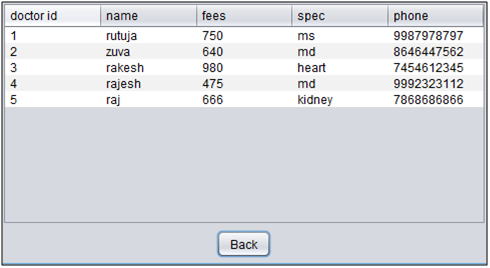 doctor id name fees spec phone
1 rutuja 750 ms 9987978797
2 zuva 640 md 8646447562
3 rakesh 980 heart 7454612345
4 rajesh 475 md 9992323112
5 raj 666 kidney 7868686866
Back